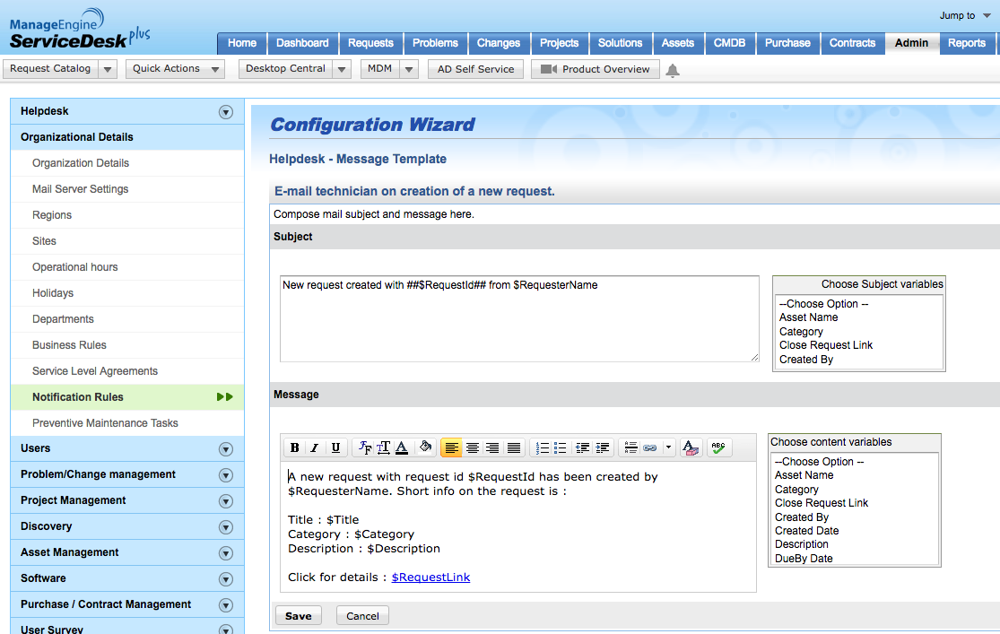 ManageEngine
ServiceDesk plus
Jump to
Home
Dashboard
Requests
Problems
Changes
Projects
Solutions
Assets
CMDB
Purchase
Contracts
Admin
Reports
Request Catalog
Quick Actions
Desktop Central
MDM
AD Self Service
Product Overview
Helpdesk
Organizational Details
Organization Details
Mail Server Settings
Regions
Sites
Operational hours
Holidays
Departments
Business Rules
Service Level Agreements
Notification Rules
Preventive Maintenance Tasks
Users
Problem/Change management
Project Management
Discovery
Asset Management
Software
Purchase / Contract Management
User Survey
Configuration Wizard
Helpdesk - Message Template
E-mail technician on creation of a new request.
Compose mail subject and message here.
Subject
New request created with ##$RequestId## from $RequesterName
Choose Subject variables
--Choose Option --
Asset Name
Category
Close Request Link
Created By
Message
B I U
ABC
A new request with request id $RequestId has been created by
$RequesterName. Short info on the request is :
Title : $Title
Category : $Category
Description : $Description
Click for details : $RequestLink
Choose content variables
--Choose Option --
Asset Name
Category
Close Request Link
Created By
Created Date
Description
DueBy Date
Save
Cancel